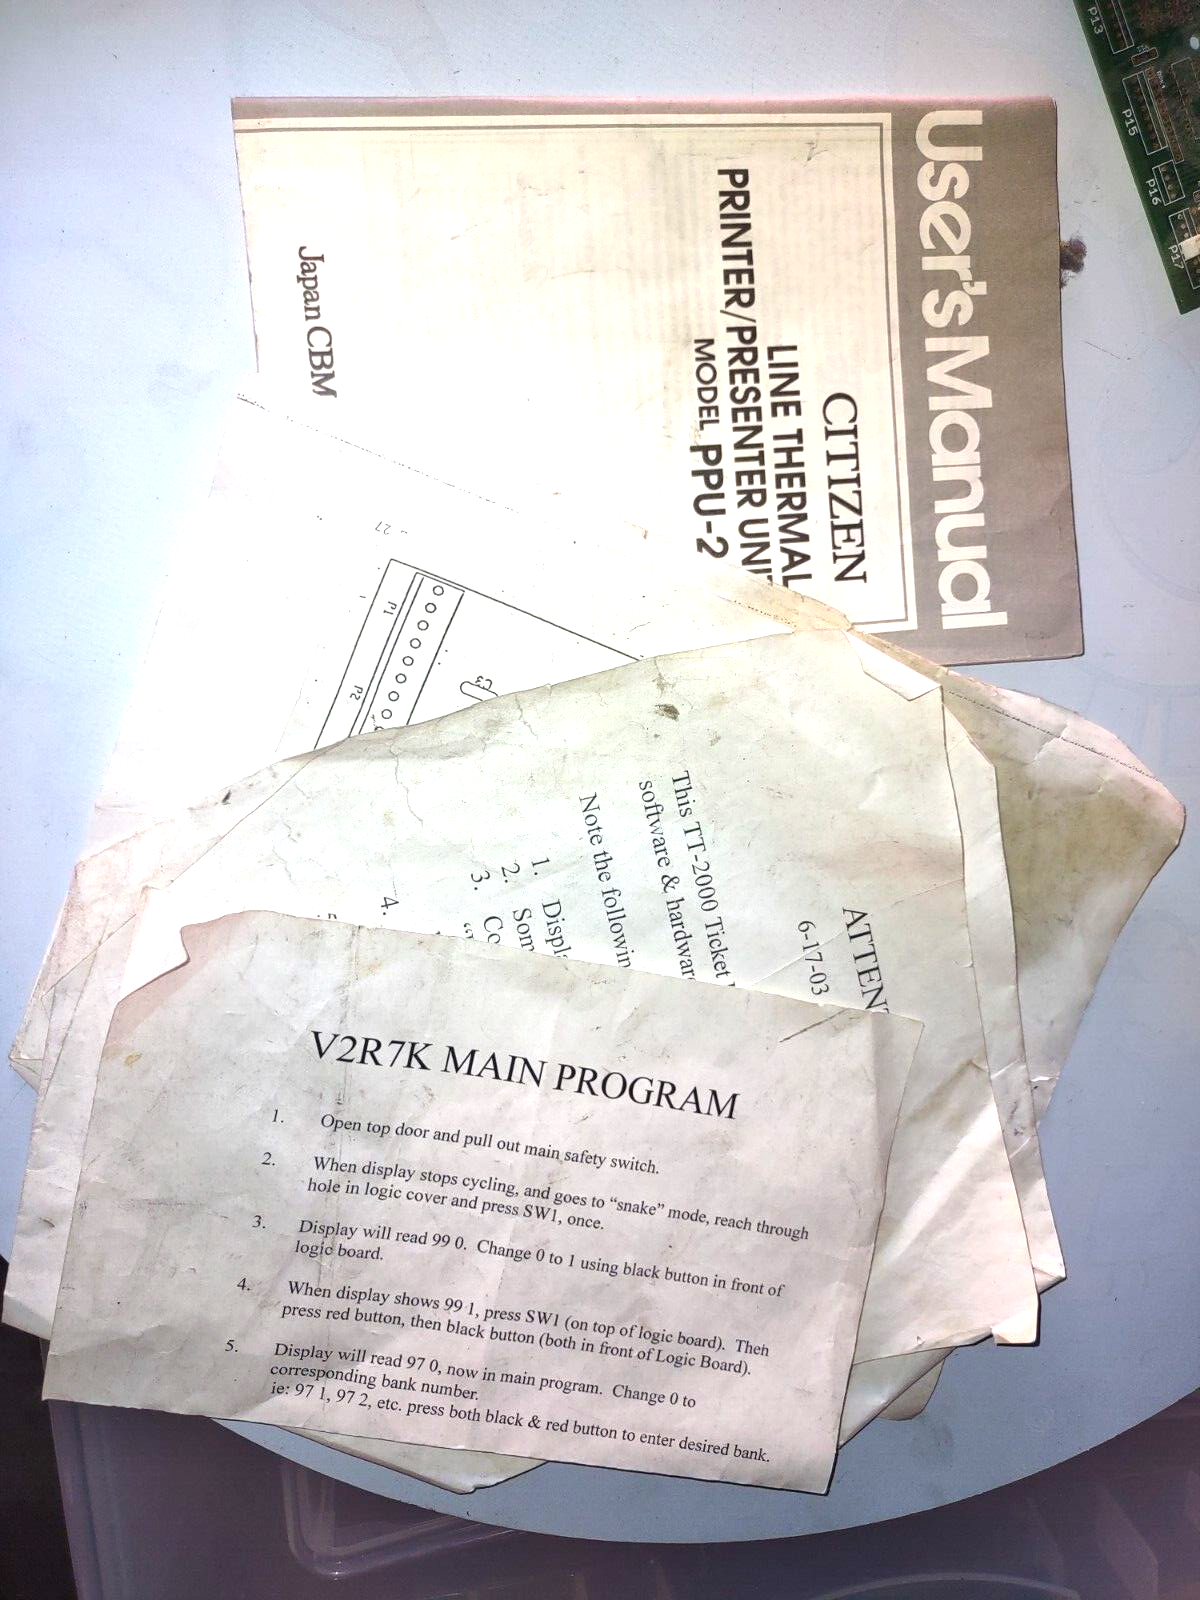 P13
P15
P16
P17
User's Manual
CITIZEN
LINE THERMAL
PRINTER/PRESENTER UNIT
MODEL PPU-2
Japan CBM
27
P1
P2
ATTENT
6-17-03
This TT-2000 Ticket
software & hardwar
Note the followin
1. Displ
2. Som
3. Co
4.
5.
V2R7K MAIN PROGRAM
1. Open top door and pull out main safety switch.
2. When display stops cycling, and goes to “snake” mode, reach through
hole in logic cover and press SW1, once.
3. Display will read 99 0. Change 0 to 1 using black button in front of
logic board.
4. When display shows 99 1, press SW1 (on top of logic board). Then
press red button, then black button (both in front of Logic Board).
5. Display will read 97 0, now in main program. Change 0 to
corresponding bank number.
ie: 97 1, 97 2, etc. press both black & red button to enter desired bank.